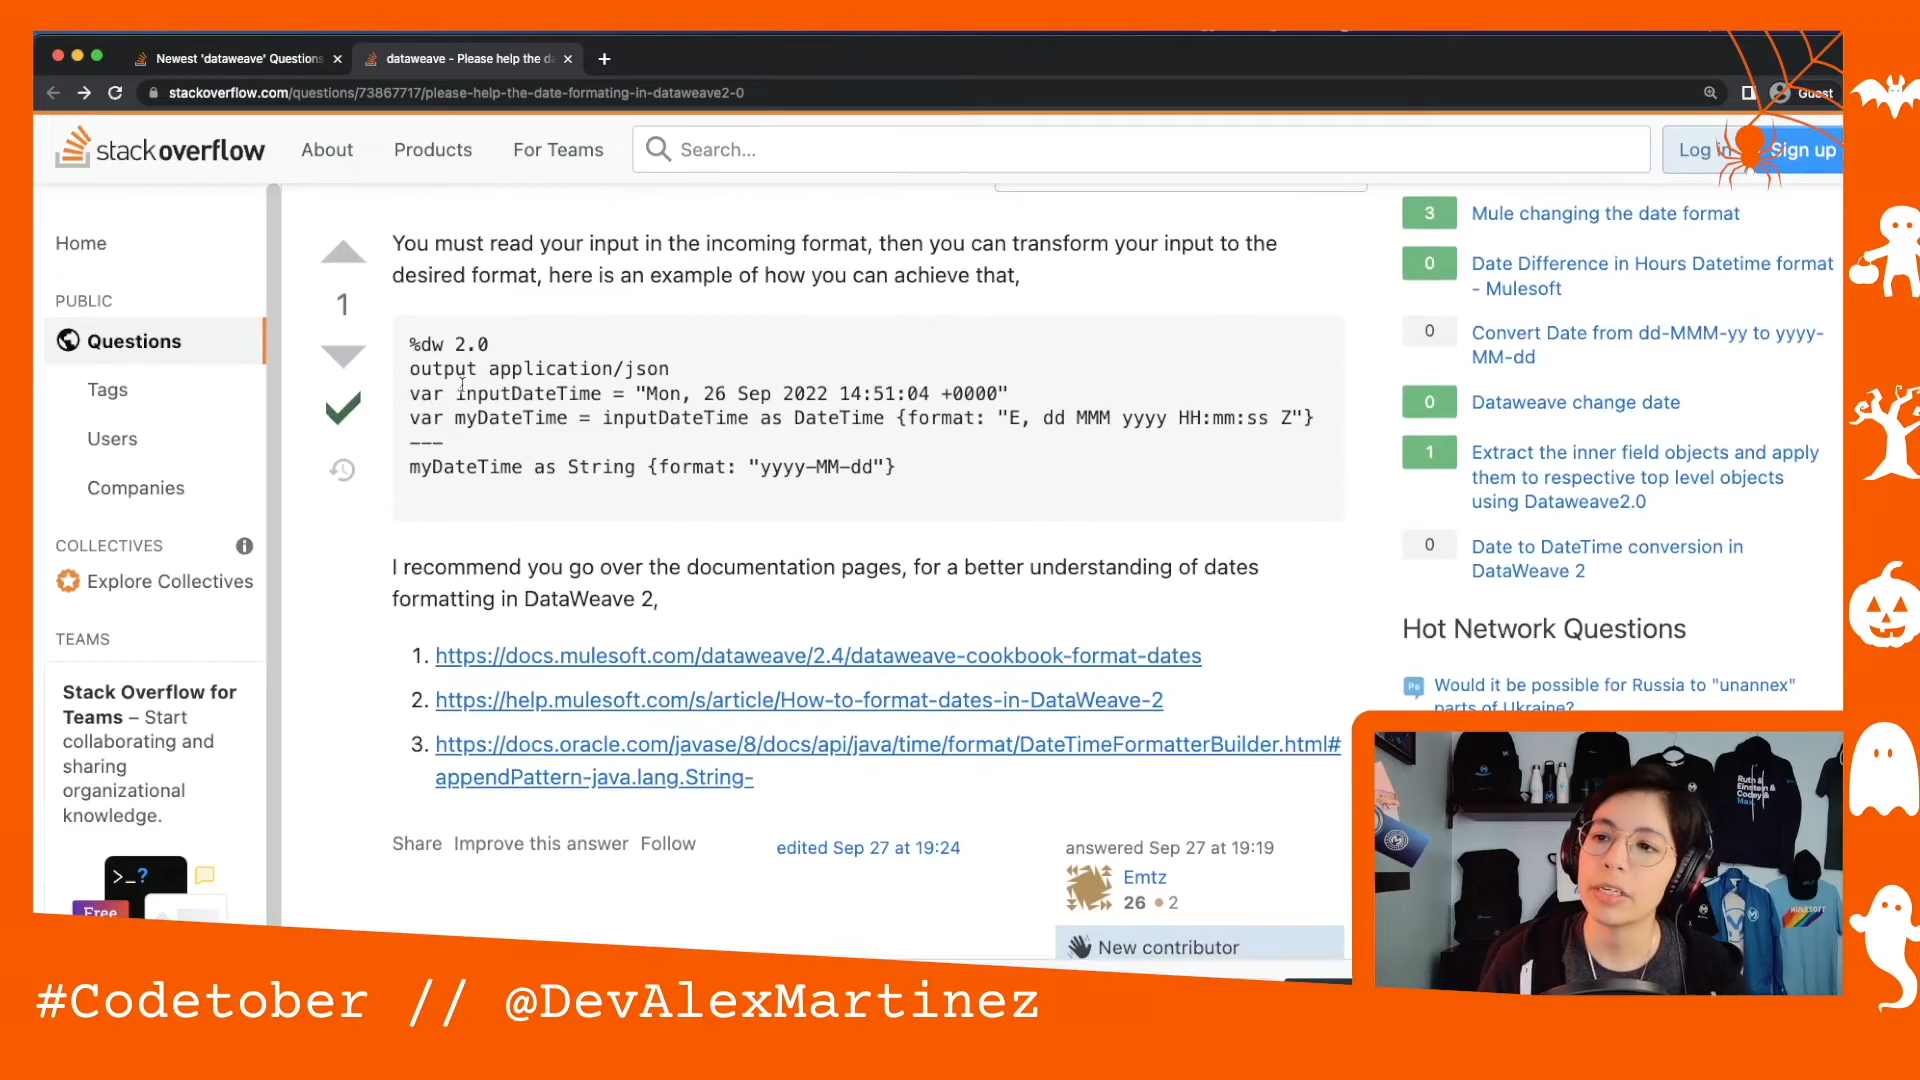 Newest 'dataweave' Questions
dataweave - Please help the da
stackoverflow.com/questions/73867717/please-help-the-date-formating-in-dataweave2-0
Guest
stackoverflow
About
Products
For Teams
Search...
Log in
Sign up
Home
PUBLIC
Questions
Tags
Users
Companies
COLLECTIVES
Explore Collectives
TEAMS
Stack Overflow for
Teams – Start
collaborating and
sharing
organizational
knowledge.
>_?
Free
You must read your input in the incoming format, then you can transform your input to the
desired format, here is an example of how you can achieve that,
1
%dw 2.0
output application/json
var inputDateTime = "Mon, 26 Sep 2022 14:51:04 +0000"
var myDateTime = inputDateTime as DateTime {format: "E, dd MMM yyyy HH:mm:ss Z"}
---
myDateTime as String {format: "yyyy-MM-dd"}
I recommend you go over the documentation pages, for a better understanding of dates
formatting in DataWeave 2,
1. https://docs.mulesoft.com/dataweave/2.4/dataweave-cookbook-format-dates
2. https://help.mulesoft.com/s/article/How-to-format-dates-in-DataWeave-2
3. https://docs.oracle.com/javase/8/docs/api/java/time/format/DateTimeFormatterBuilder.html#
appendPattern-java.lang.String-
Share Improve this answer Follow
edited Sep 27 at 19:24
answered Sep 27 at 19:19
Emtz
26 2
New contributor
3 Mule changing the date format
0 Date Difference in Hours Datetime format
- Mulesoft
0 Convert Date from dd-MMM-yy to yyyy-
MM-dd
0 Dataweave change date
1 Extract the inner field objects and apply
them to respective top level objects
using Dataweave2.0
0 Date to DateTime conversion in
DataWeave 2
Hot Network Questions
Would it be possible for Russia to "unannex"
parts of Ukraine?
Ruth &
Einstein &
Codey &
Max.
MULESOFT
#Codetober // @DevAlexMartinez